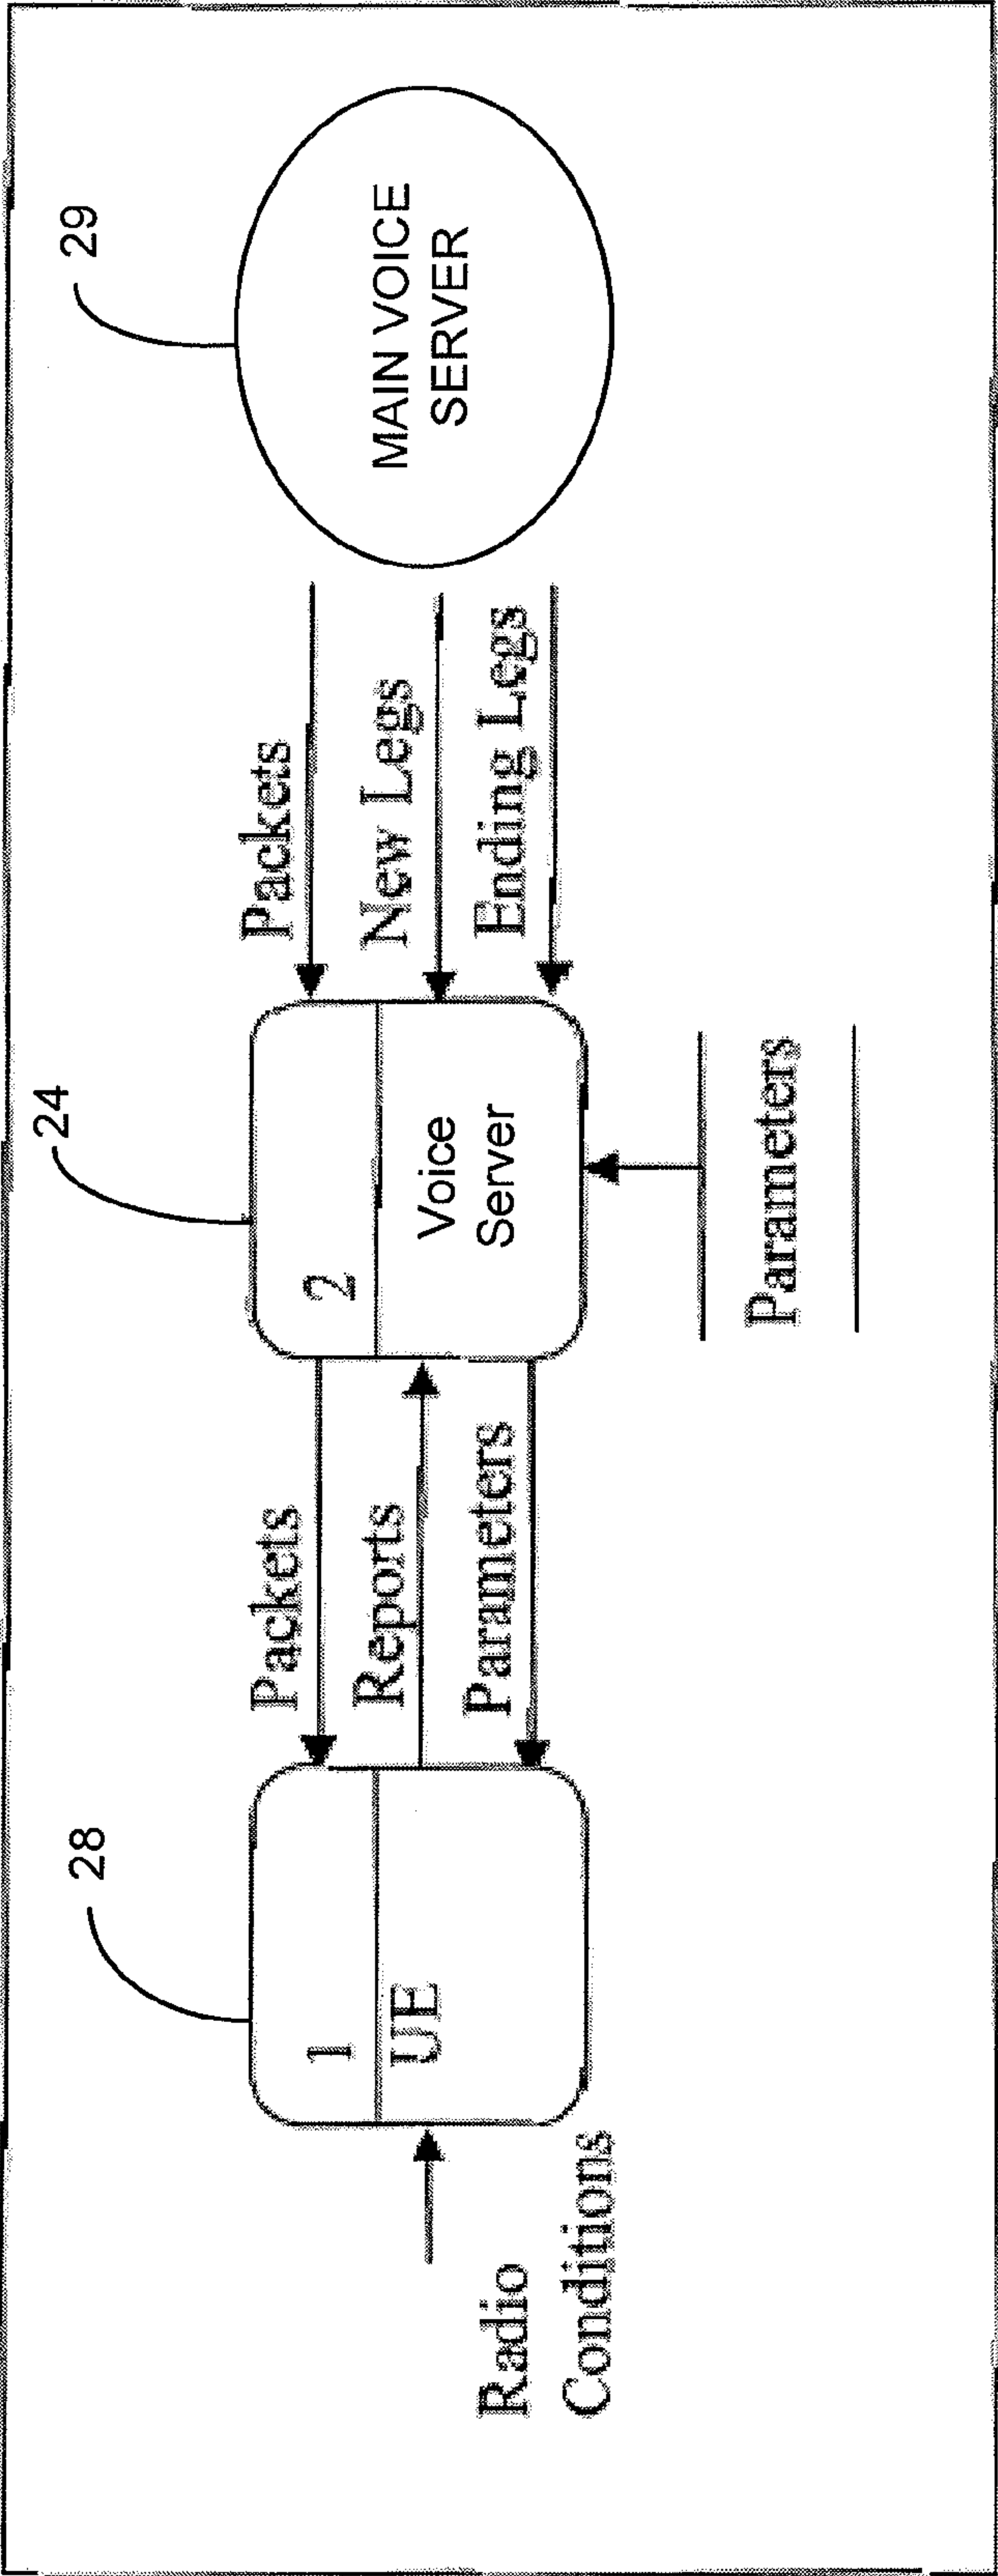 28
24
29
1
UE
Radio
Conditions
Packets
Reports
Parameters
2
Voice
Server
Parameters
Packets
New Legs
Ending Legs
MAIN VOICE
SERVER